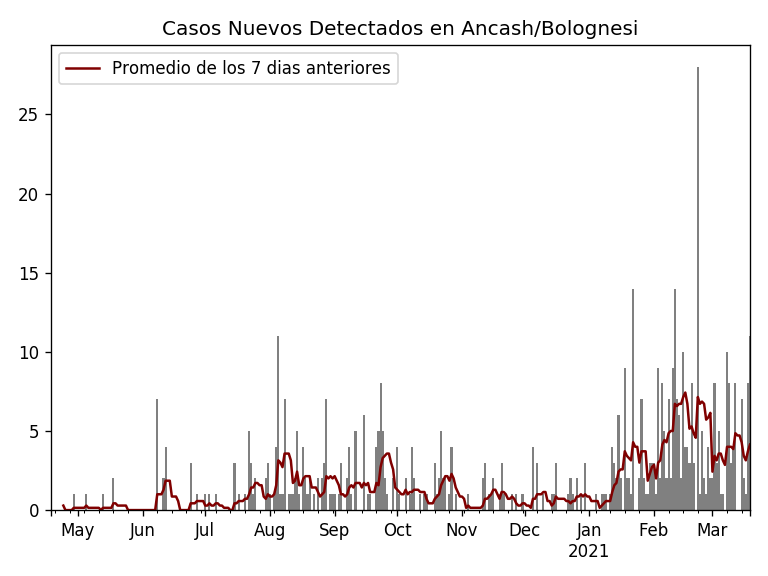 Casos Nuevos Detectados en Ancash/Bolognesi
Promedio de los 7 dias anteriores
25
20
15
10
5
0
May Jun Jul Aug Sep Oct Nov Dec Jan Feb Mar
2021